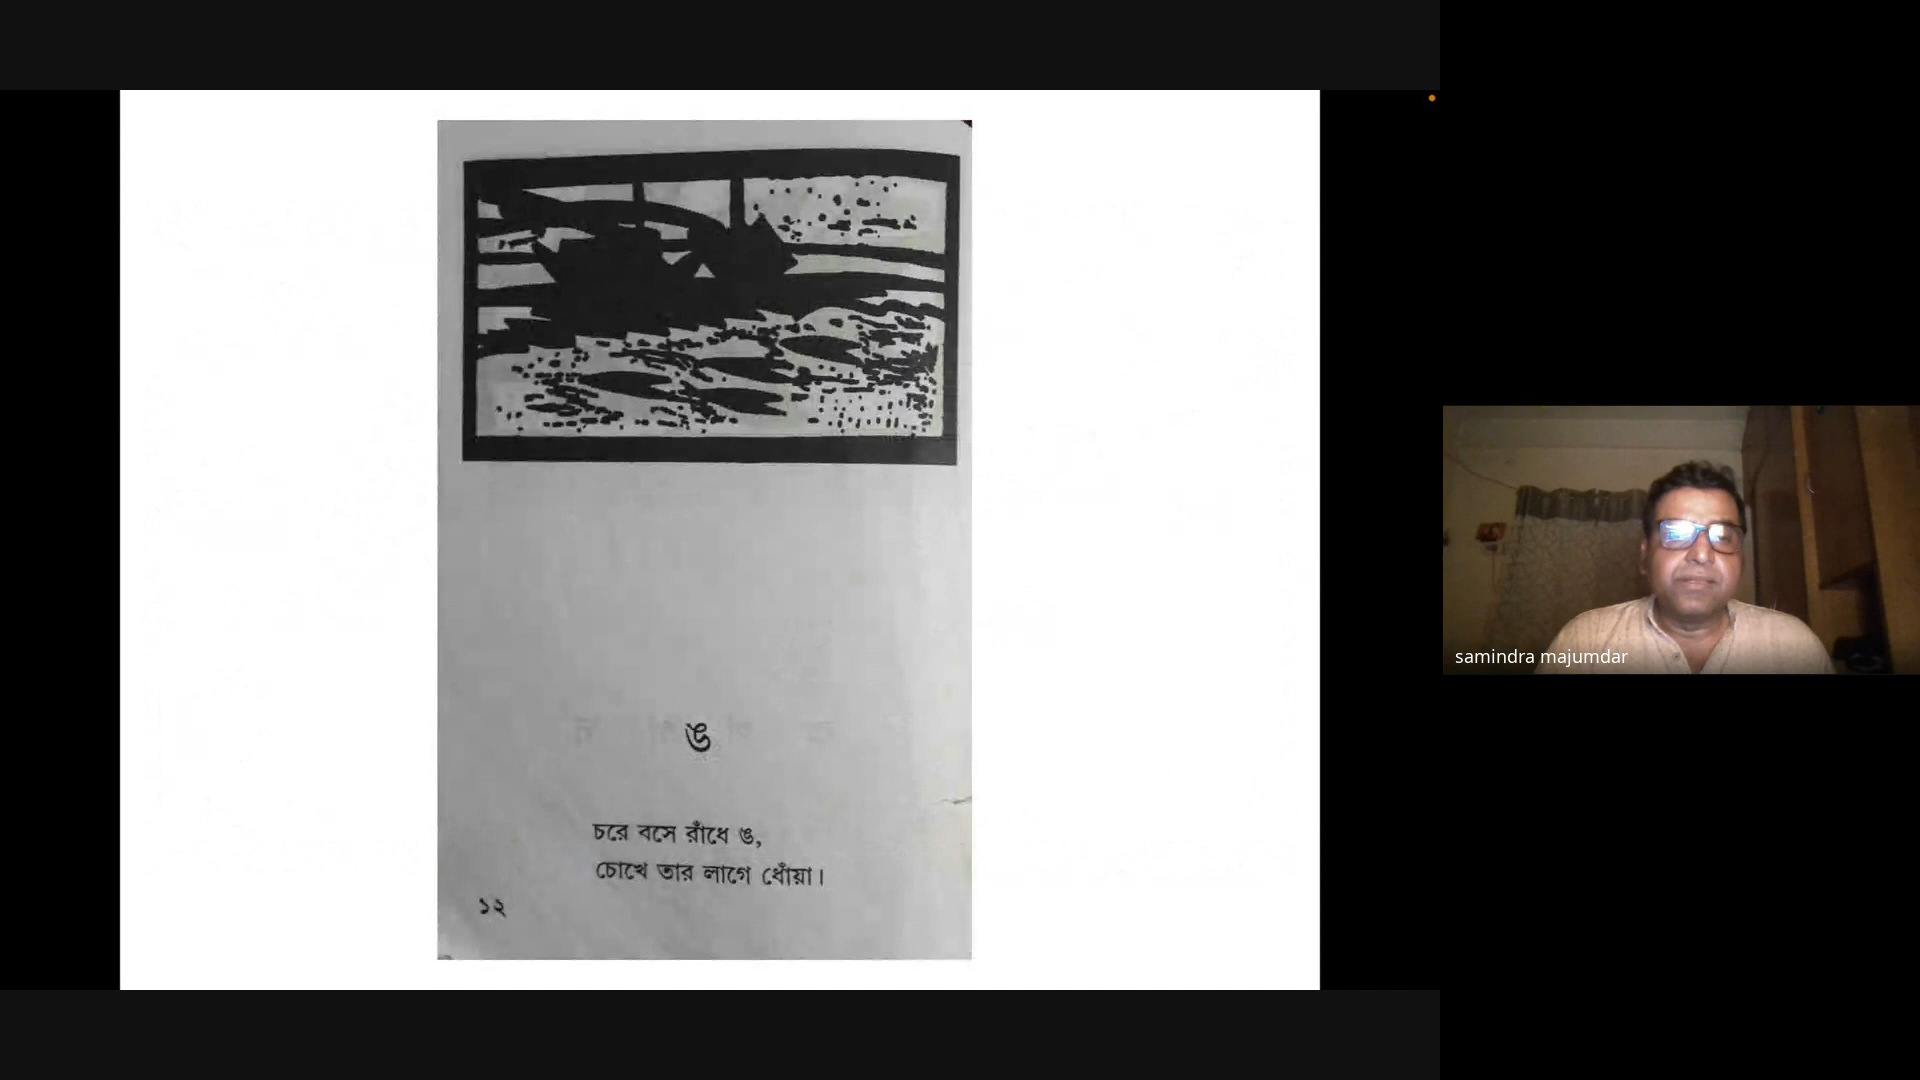 ঙ
চরে বসে রাঁধে ঙ,
চোখে তার লাগে ধোঁয়া।
১২
samindra majumdar